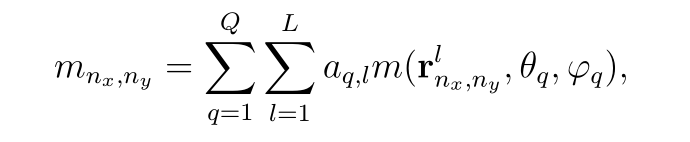 m_{n_x,n_y} = \sum_{q=1}^{Q} \sum_{l=1}^{L} a_{q,l} m(\mathbf{r}^{l}_{n_x,n_y}, \theta_q, \varphi_q),